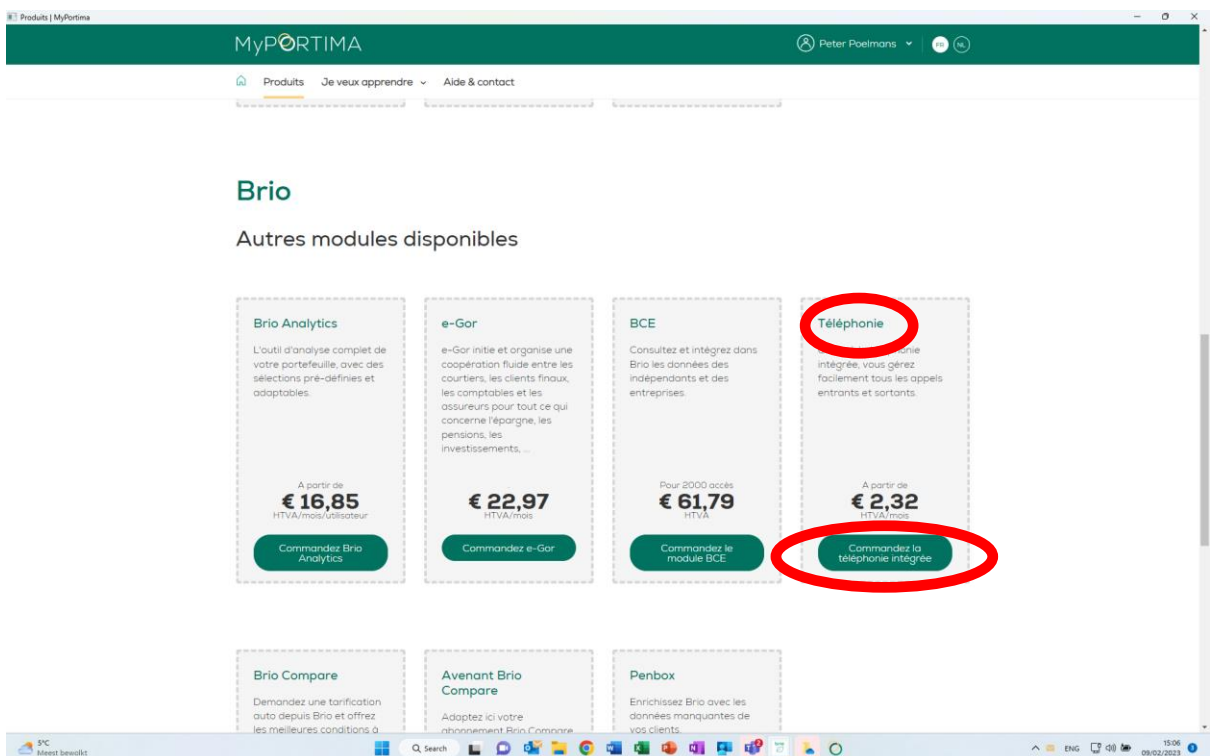 Produits | MyPortima
MyPORTIMA
Peter Poelmans
FR
NL
Produits
Je veux apprendre
Aide & contact
Brio
Autres modules disponibles
Brio Analytics
L'outil d'analyse complet de
votre portefeuille, avec des
sélections pré-définies et
adaptables.
A partir de
€ 16,85
HTVA/mois/utilisateur
Commandez Brio
Analytics
e-Gor
e-Gor initie et organise une
coopération fluide entre les
courtiers, les clients finaux,
les comptables et les
assureurs pour tout ce qui
concerne l'épargne, les
pensions, les
investissements, ...
€ 22,97
HTVA/mois
Commandez e-Gor
BCE
Consultez et intégrez dans
Brio les données des
indépendants et des
entreprises.
Pour 2000 accès
€ 61,79
HTVA
Commandez le
module BCE
Téléphonie
intégrée, vous gérez
facilement tous les appels
entrants et sortants.
A partir de
€ 2,32
HTVA/mois
Commandez la
téléphonie intégrée
Brio Compare
Demandez une tarification
auto depuis Brio et offrez
les meilleures conditions à
Avenant Brio
Compare
Adaptez ici votre
abonnement Brio Compare
Penbox
Enrichissez Brio avec les
données manquantes de
vos clients.
5°C
Meest bewolkt
Search
ENG
15:06
09/02/2023